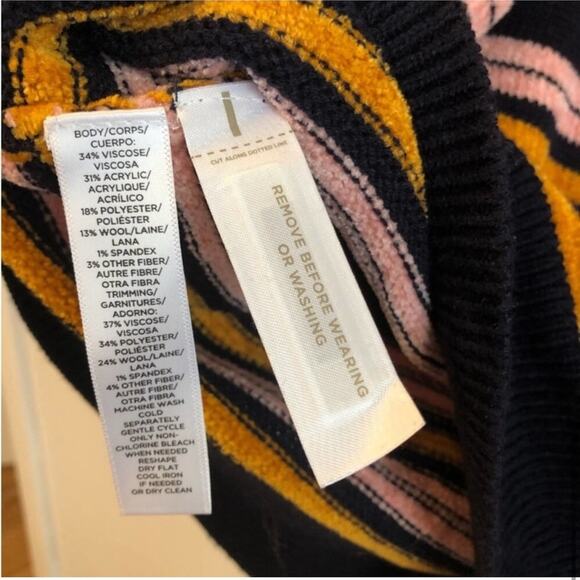 BODY/CORPS/
CUERPO:
34% VISCOSE/
VISCOSA
31% ACRYLIC/
ACRYLIQUE/
ACRÍLICO
18% POLYESTER/
POLIÉSTER
13% WOOL/LAINE/
LANA
1% SPANDEX
3% OTHER FIBER/
AUTRE FIBRE/
OTRA FIBRA
TRIMMING/
GARNITURES/
ADORNO:
37% VISCOSE/
VISCOSA
34% POLYESTER/
POLIÉSTER
24% WOOL/LAINE/
LANA
1% SPANDEX
4% OTHER FIBER/
AUTRE FIBRE/
OTRA FIBRA
MACHINE WASH
COLD
SEPARATELY
GENTLE CYCLE
ONLY NON-
CHLORINE BLEACH
WHEN NEEDED
RESHAPE
DRY FLAT
COOL IRON
IF NEEDED
OR DRY CLEAN
i
CUT ALONG DOTTED LINE
REMOVE BEFORE WEARING
OR WASHING